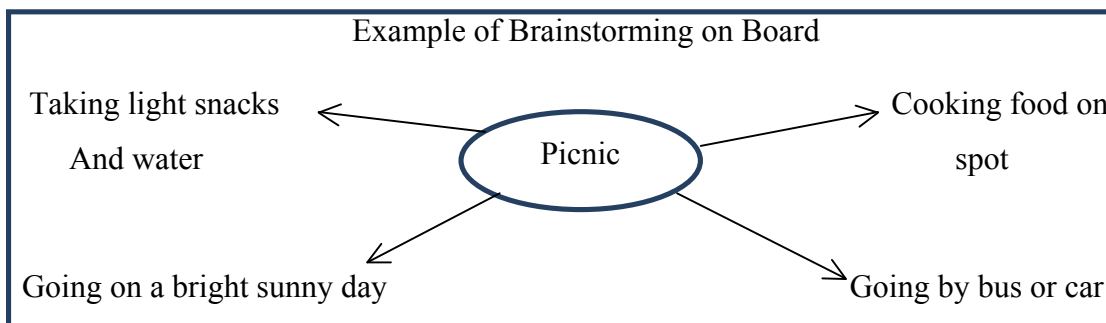 Example of Brainstorming on Board
Taking light snacks
And water
Picnic
Cooking food on
spot
Going on a bright sunny day
Going by bus or car